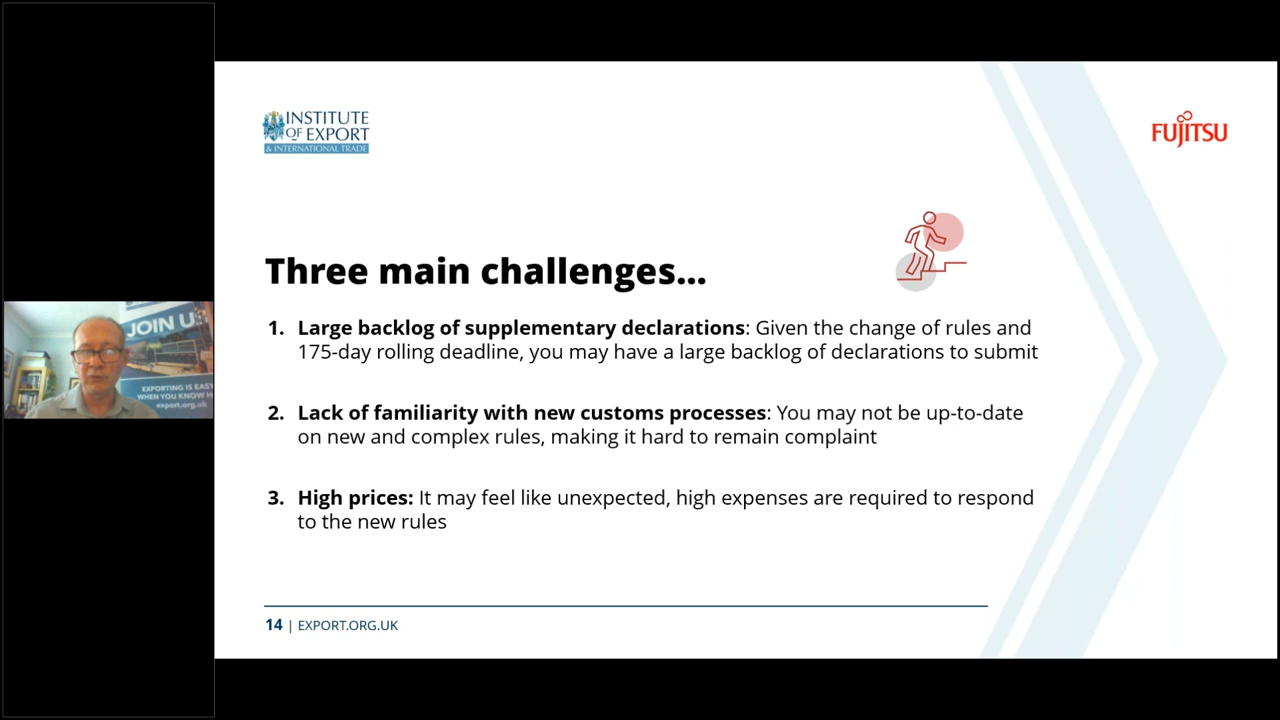 INSTITUTE
OF EXPORT
& INTERNATIONAL TRADE
FUJITSU
Three main challenges...
1. Large backlog of supplementary declarations: Given the change of rules and
175-day rolling deadline, you may have a large backlog of declarations to submit
2. Lack of familiarity with new customs processes: You may not be up-to-date
on new and complex rules, making it hard to remain complaint
3. High prices: It may feel like unexpected, high expenses are required to respond
to the new rules
14 | EXPORT.ORG.UK
JOIN U
EXPORTING IS EASY
WHEN YOU KNOW H
export.org.uk